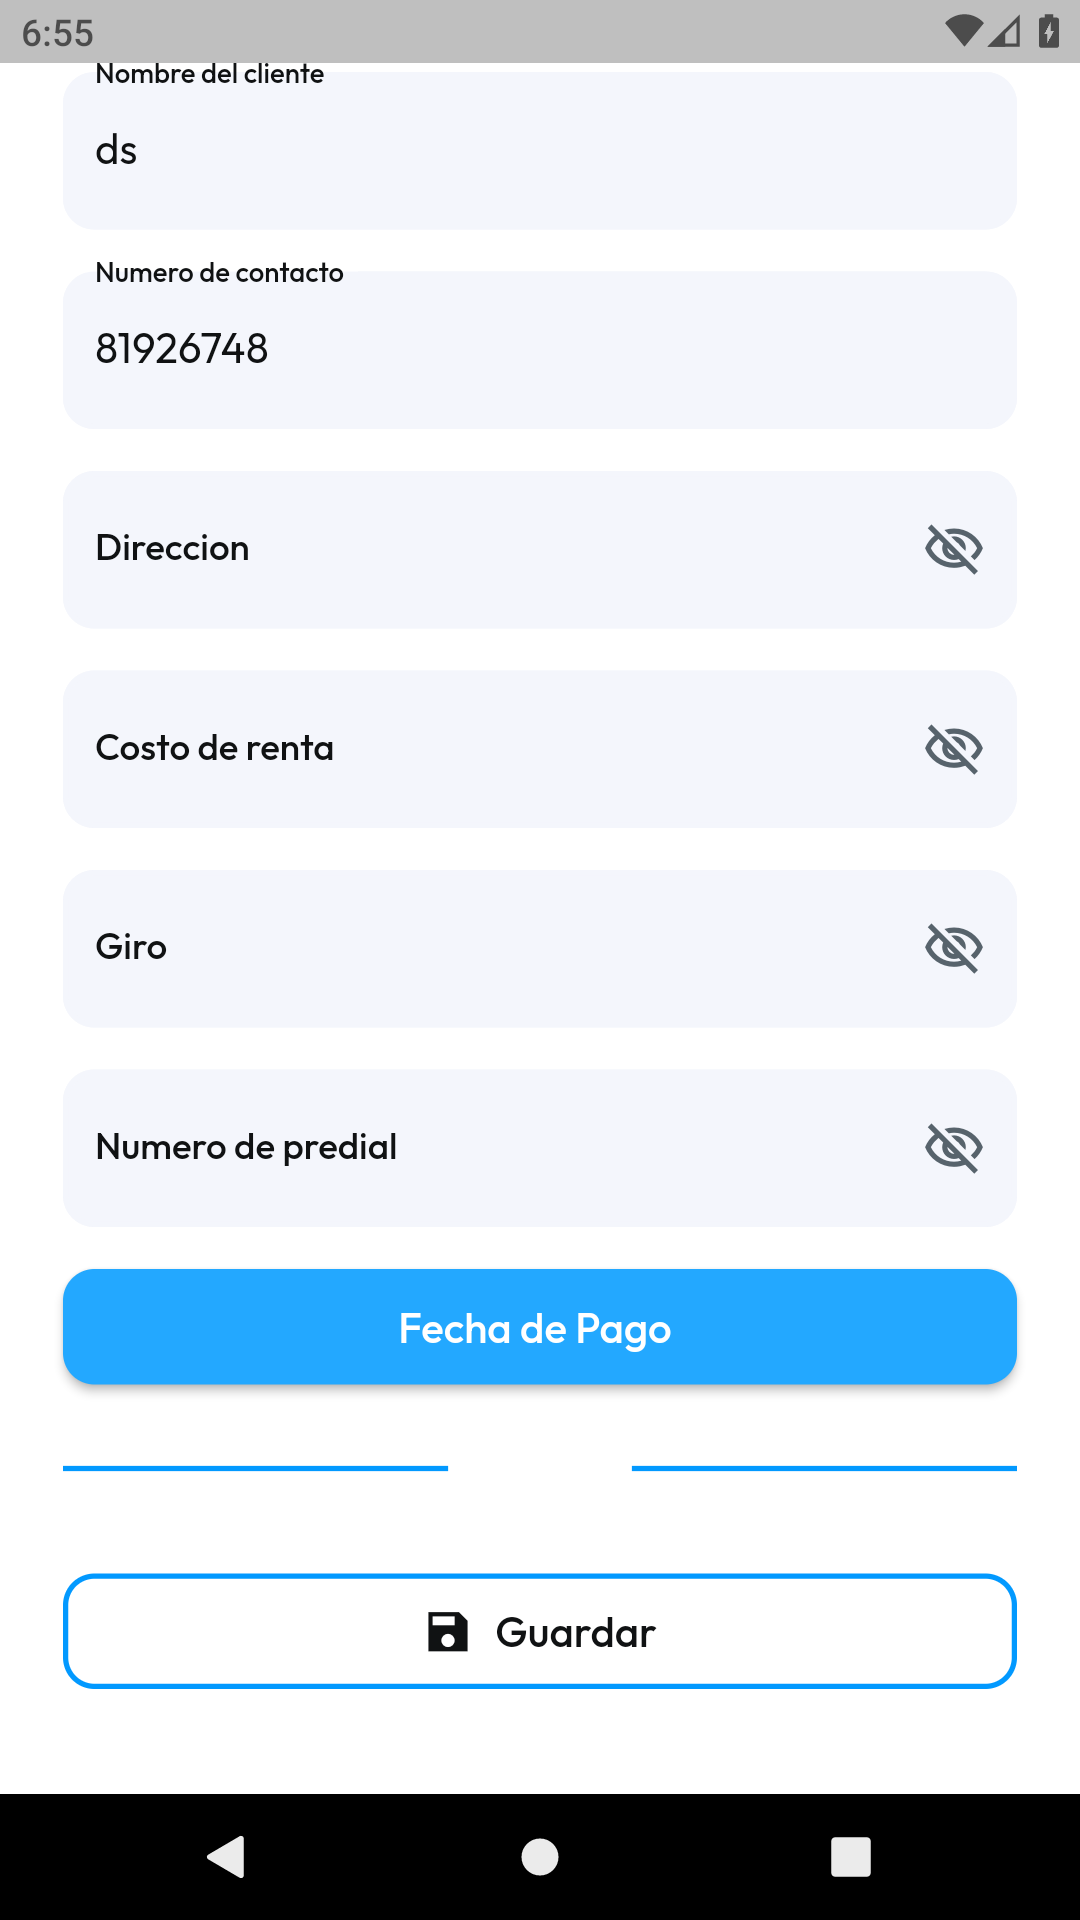 6:55
Nombre del cliente
ds
Numero de contacto
81926748
Direccion
Costo de renta
Giro
Numero de predial
Fecha de Pago
Guardar